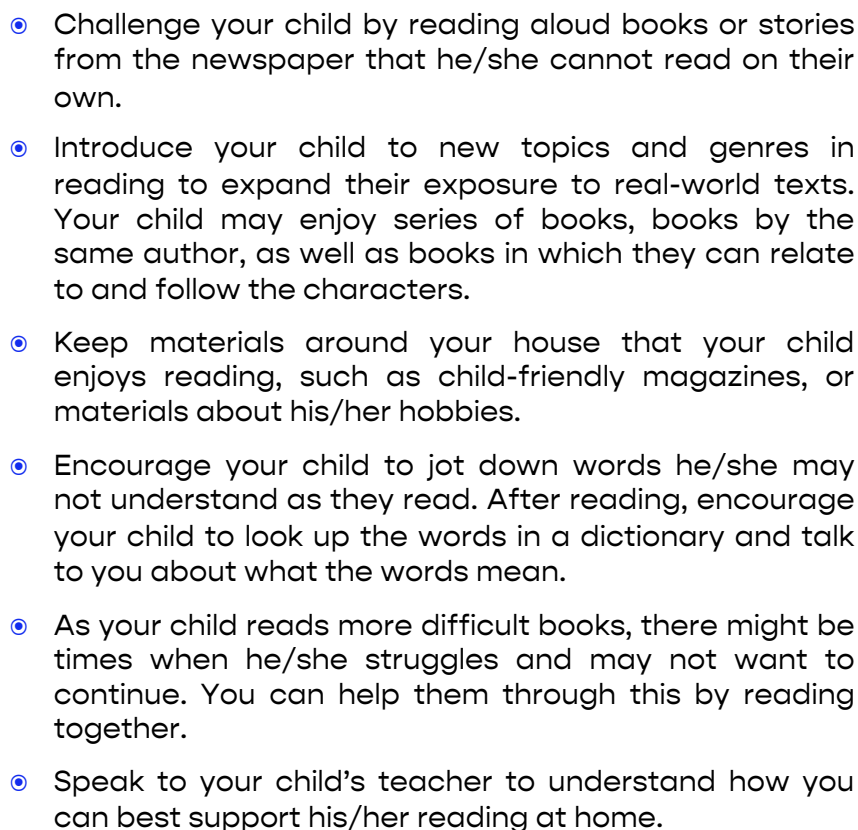 Challenge your child by reading aloud books or stories
from the newspaper that he/she cannot read on their
own.
Introduce your child to new topics and genres in
reading to expand their exposure to real-world texts.
Your child may enjoy series of books, books by the
same author, as well as books in which they can relate
to and follow the characters.
Keep materials around your house that your child
enjoys reading, such as child-friendly magazines, or
materials about his/her hobbies.
Encourage your child to jot down words he/she may
not understand as they read. After reading, encourage
your child to look up the words in a dictionary and talk
to you about what the words mean.
As your child reads more difficult books, there might be
times when he/she struggles and may not want to
continue. You can help them through this by reading
together.
Speak to your child's teacher to understand how you
can best support his/her reading at home.